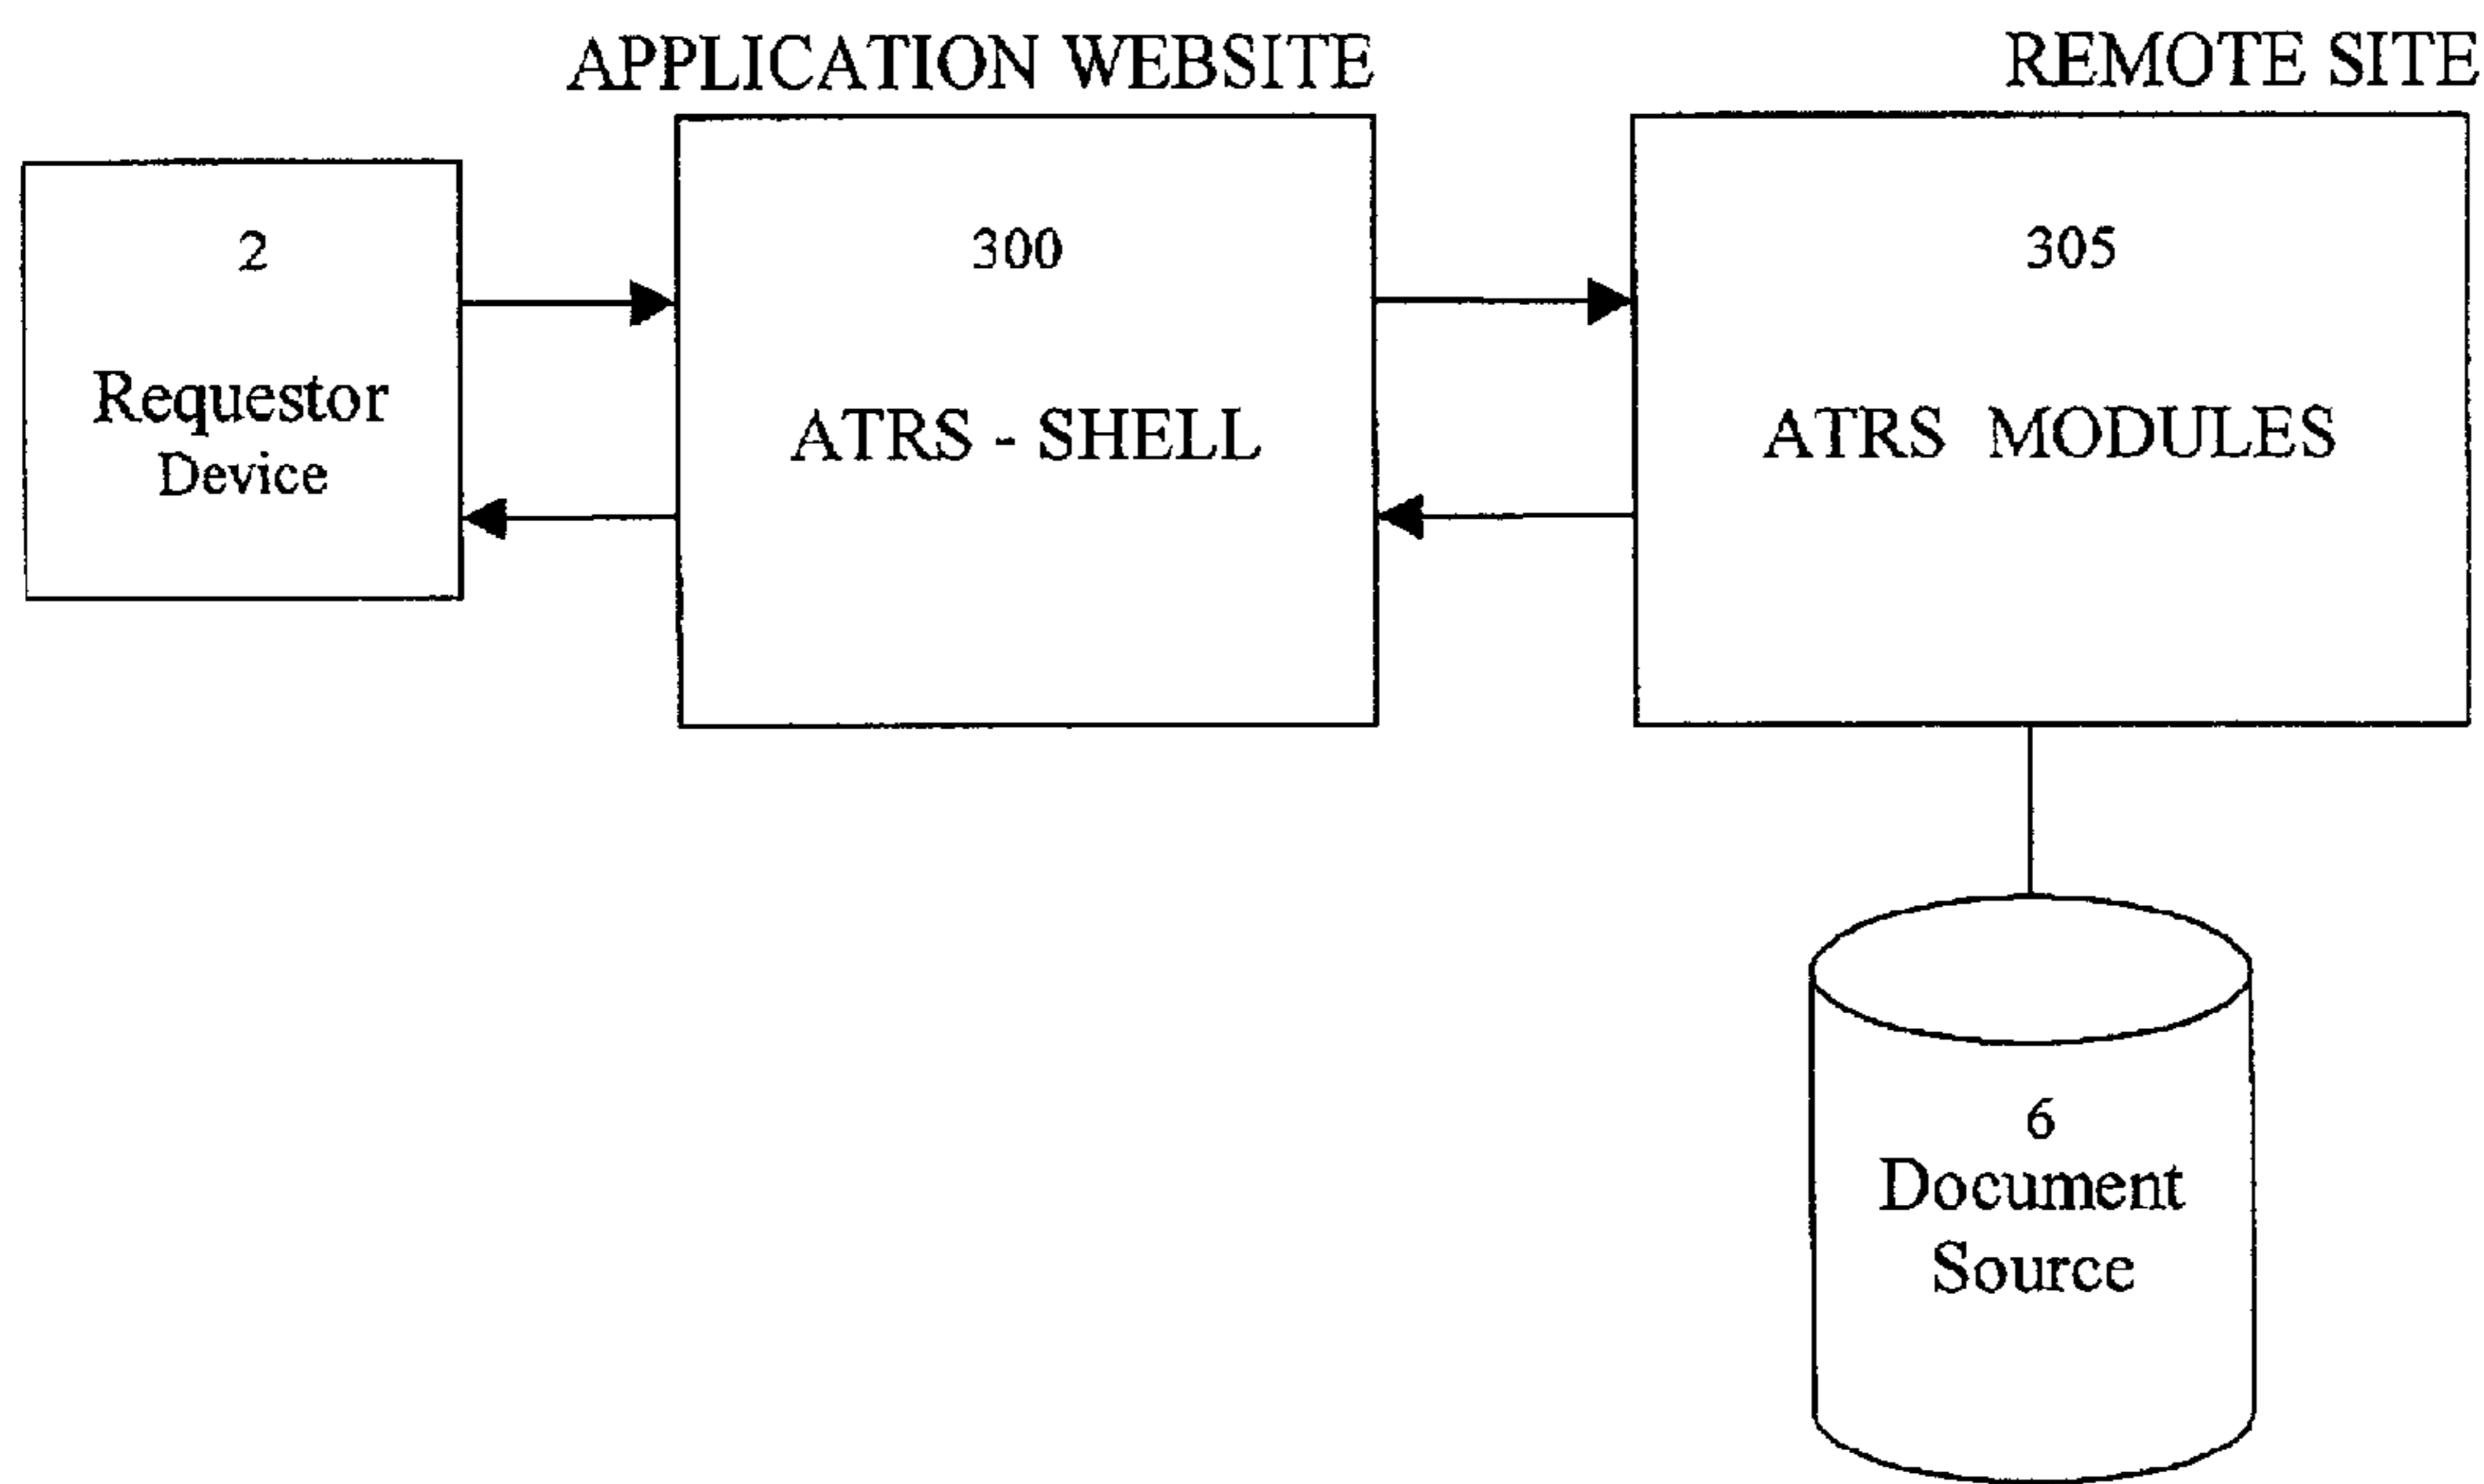 APPLICATION WEBSITE
REMOTE SITE
2
Requestor
Device
300
ATRS - SHELL
305
ATRS MODULES
6
Document
Source